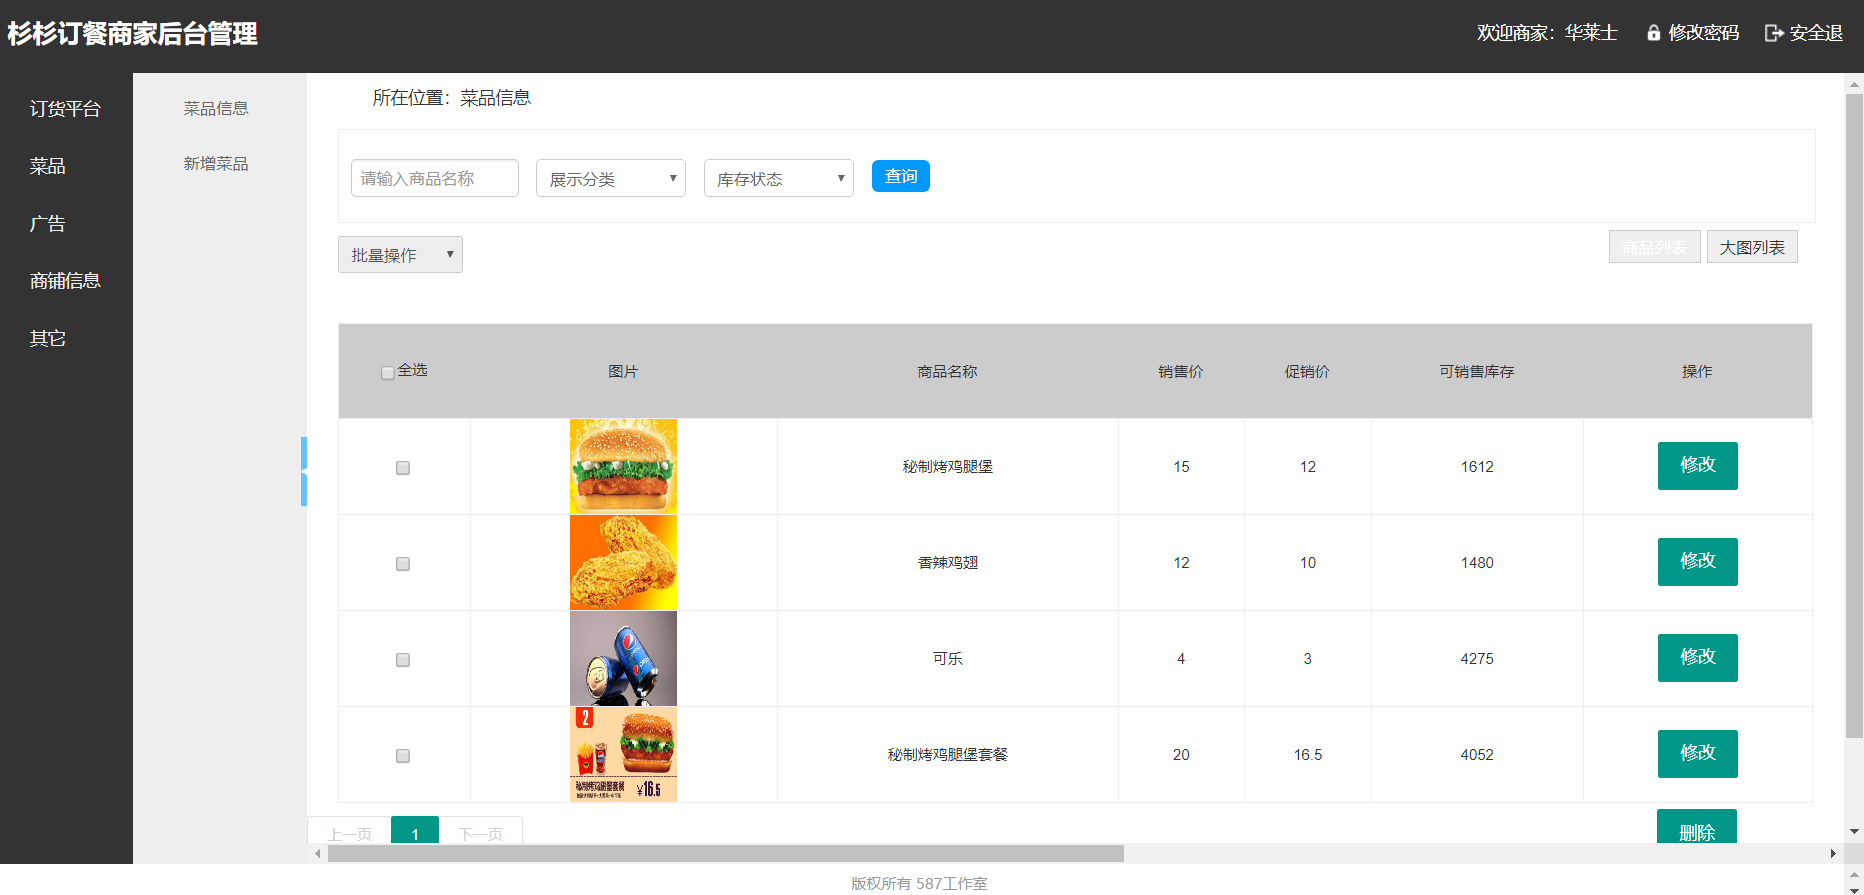 杉杉订餐商家后台管理
欢迎商家：华莱士 修改密码 安全退
订货平台
菜品
广告
商铺信息
其它
菜品信息
新增菜品
所在位置：菜品信息
请输入商品名称 展示分类 库存状态 查询
批量操作 商品列表 大图列表
全选 图片 商品名称 销售价 促销价 可销售库存 操作
秘制烤鸡腿堡 15 12 1612 修改
香辣鸡翅 12 10 1480 修改
可乐 4 3 4275 修改
2
秘制烤鸡腿堡套餐
¥16.5
秘制烤鸡腿堡套餐 20 16.5 4052 修改
上一页 1 下一页 删除
版权所有 587工作室